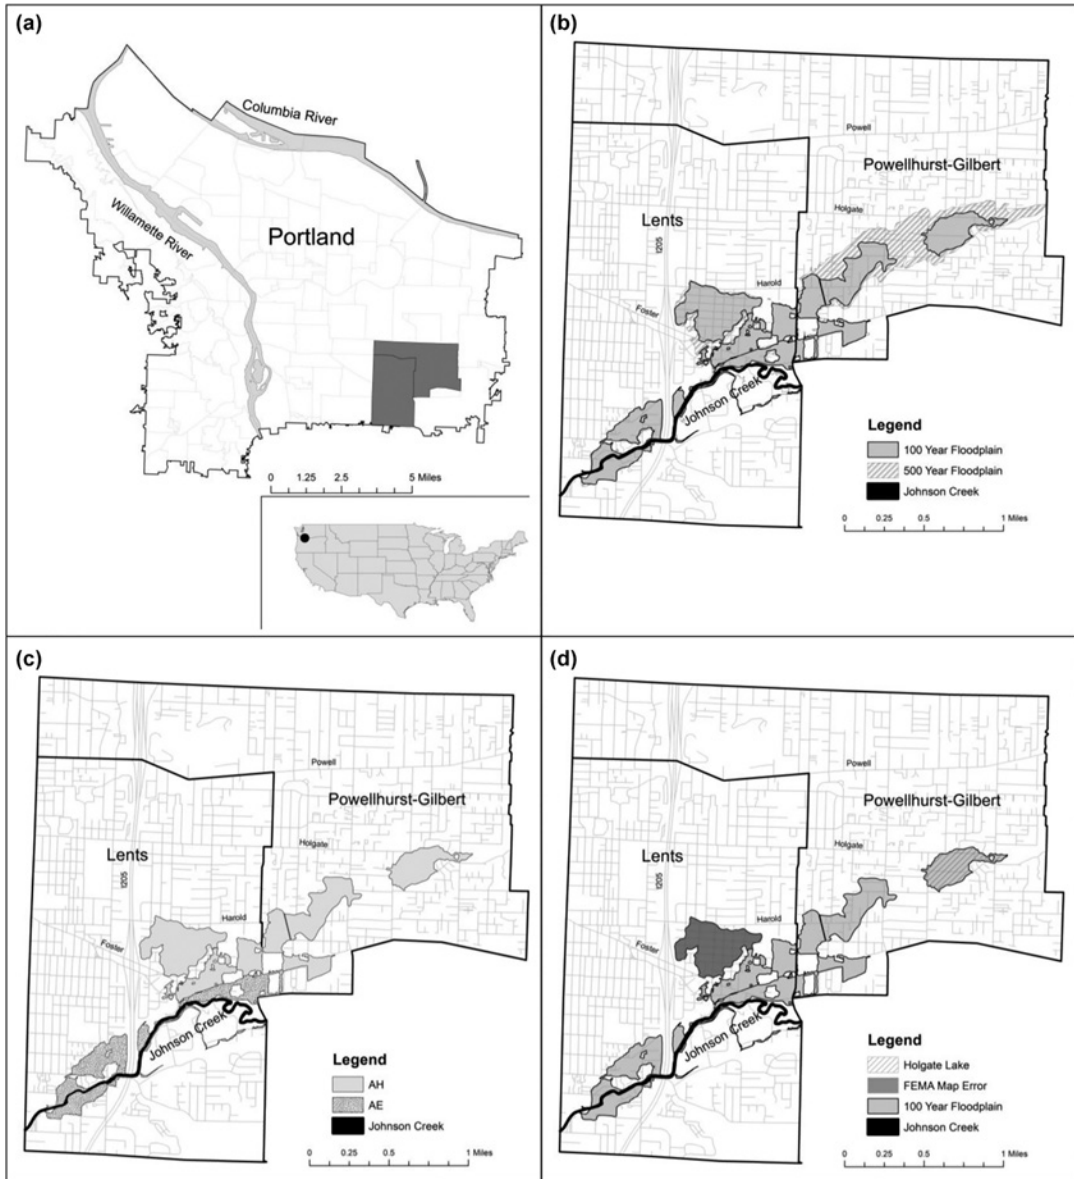 (a)
Columbia River
Willamette River
Portland
0 1.25 2.5 5 Miles
(b)
Powell
Powellhurst-Gilbert
Holgate
Lents
I205
Harold
Foster
Johnson Creek
Legend
100 Year Floodplain
500 Year Floodplain
Johnson Creek
0 0.25 0.5 1 Miles
(c)
Powell
Powellhurst-Gilbert
Holgate
Lents
I205
Harold
Foster
Johnson Creek
Legend
AH
AE
Johnson Creek
0 0.25 0.5 1 Miles
(d)
Powell
Powellhurst-Gilbert
Holgate
Lents
I205
Harold
Foster
Johnson Creek
Legend
Holgate Lake
FEMA Map Error
100 Year Floodplain
Johnson Creek
0 0.25 0.5 1 Miles